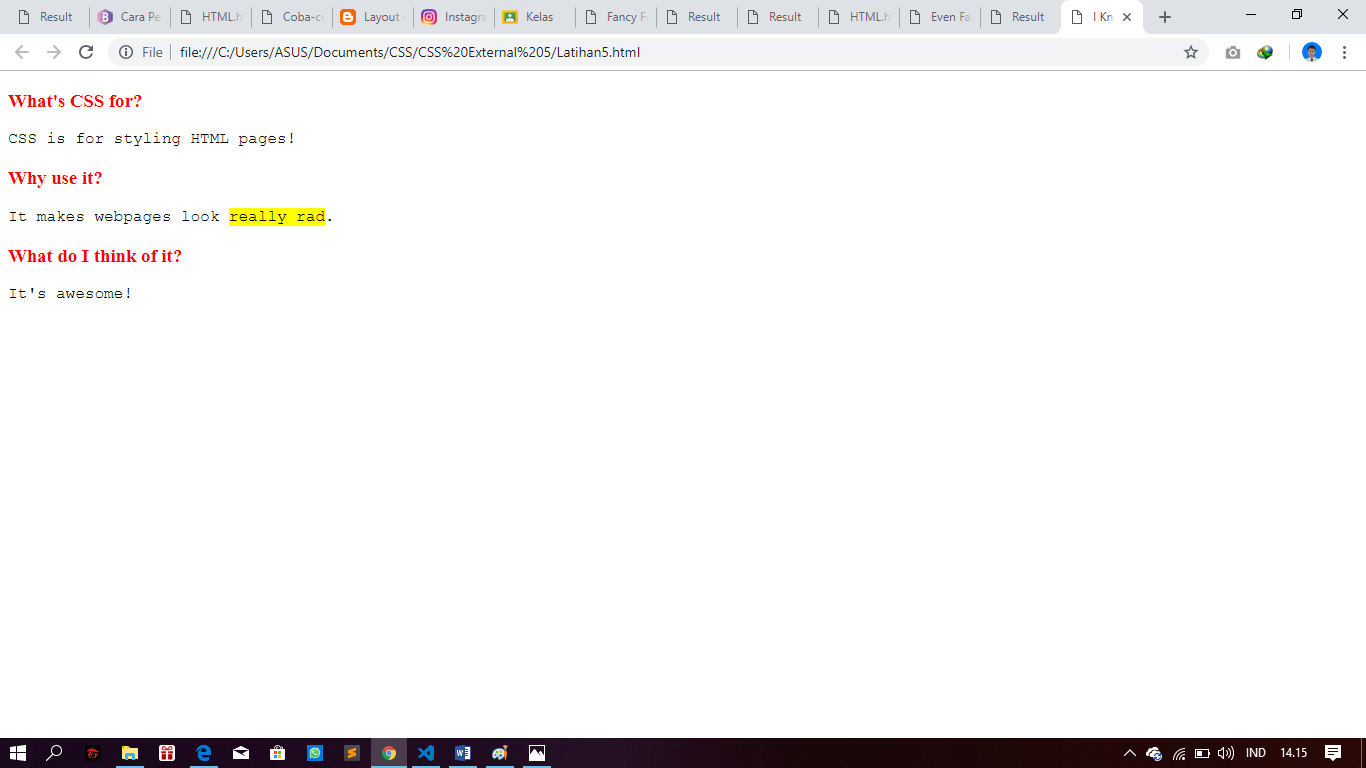 Result
Cara Pe
HTML.h
Coba-c
Layout
Instagra
Kelas
Fancy F
Result
Result
HTML.h
Even Fa
Result
I Kn
File
file:///C:/Users/ASUS/Documents/CSS/CSS%20External%205/Latihan5.html
What's CSS for?
CSS is for styling HTML pages!
Why use it?
It makes webpages look really rad.
What do I think of it?
It's awesome!
IND
14.15